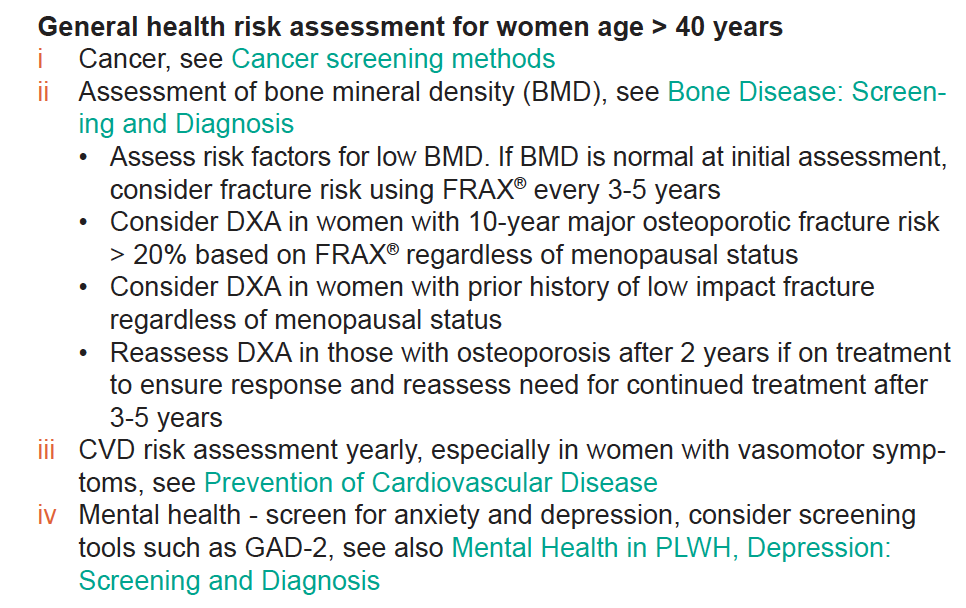 General health risk assessment for women age > 40 years
i Cancer, see Cancer screening methods
ii Assessment of bone mineral density (BMD), see Bone Disease: Screen-
ing and Diagnosis
• Assess risk factors for low BMD. If BMD is normal at initial assessment,
consider fracture risk using FRAX® every 3-5 years
• Consider DXA in women with 10-year major osteoporotic fracture risk
> 20% based on FRAX® regardless of menopausal status
• Consider DXA in women with prior history of low impact fracture
regardless of menopausal status
• Reassess DXA in those with osteoporosis after 2 years if on treatment
to ensure response and reassess need for continued treatment after
3-5 years
iii CVD risk assessment yearly, especially in women with vasomotor symp-
toms, see Prevention of Cardiovascular Disease
iv Mental health - screen for anxiety and depression, consider screening
tools such as GAD-2, see also Mental Health in PLWH, Depression:
Screening and Diagnosis